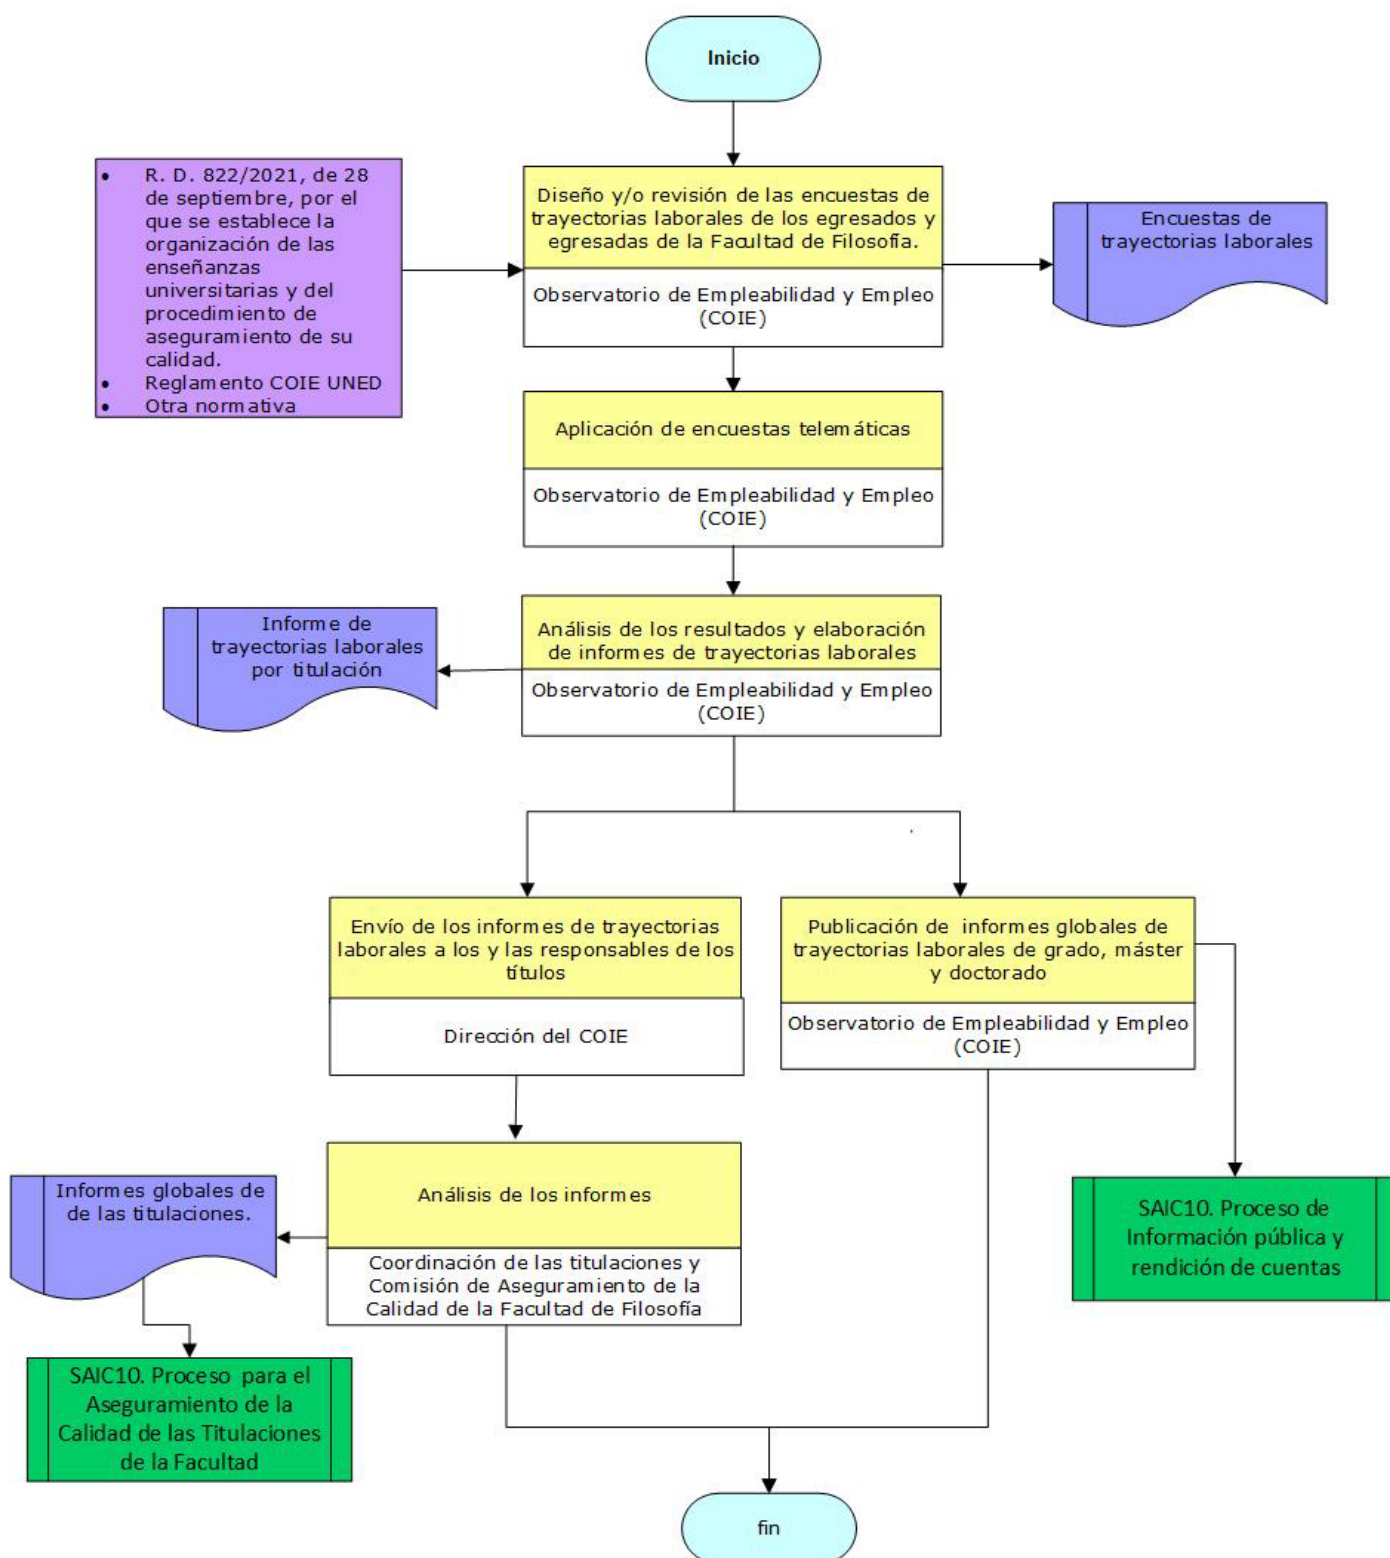 Inicio
• R. D. 822/2021, de 28
de septiembre, por el
que se establece la
organización de las
enseñanzas
universitarias y del
procedimiento de
aseguramiento de su
calidad.
• Reglamento COIE UNED
• Otra normativa
Diseño y/o revisión de las encuestas de
trayectorias laborales de los egresados y
egresadas de la Facultad de Filosofía.
Observatorio de Empleabilidad y Empleo
(COIE)
Encuestas de
trayectorias laborales
Aplicación de encuestas telemáticas
Observatorio de Empleabilidad y Empleo
(COIE)
Informe de
trayectorias laborales
por titulación
Análisis de los resultados y elaboración
de informes de trayectorias laborales
Observatorio de Empleabilidad y Empleo
(COIE)
Envío de los informes de trayectorias
laborales a los y las responsables de los
títulos
Dirección del COIE
Publicación de informes globales de
trayectorias laborales de grado, máster
y doctorado
Observatorio de Empleabilidad y Empleo
(COIE)
Informes globales de
de las titulaciones.
Análisis de los informes
Coordinación de las titulaciones y
Comisión de Aseguramiento de la
Calidad de la Facultad de Filosofía
SAIC10. Proceso de
Información pública y
rendición de cuentas
SAIC10. Proceso para el
Aseguramiento de la
Calidad de las Titulaciones
de la Facultad
fin